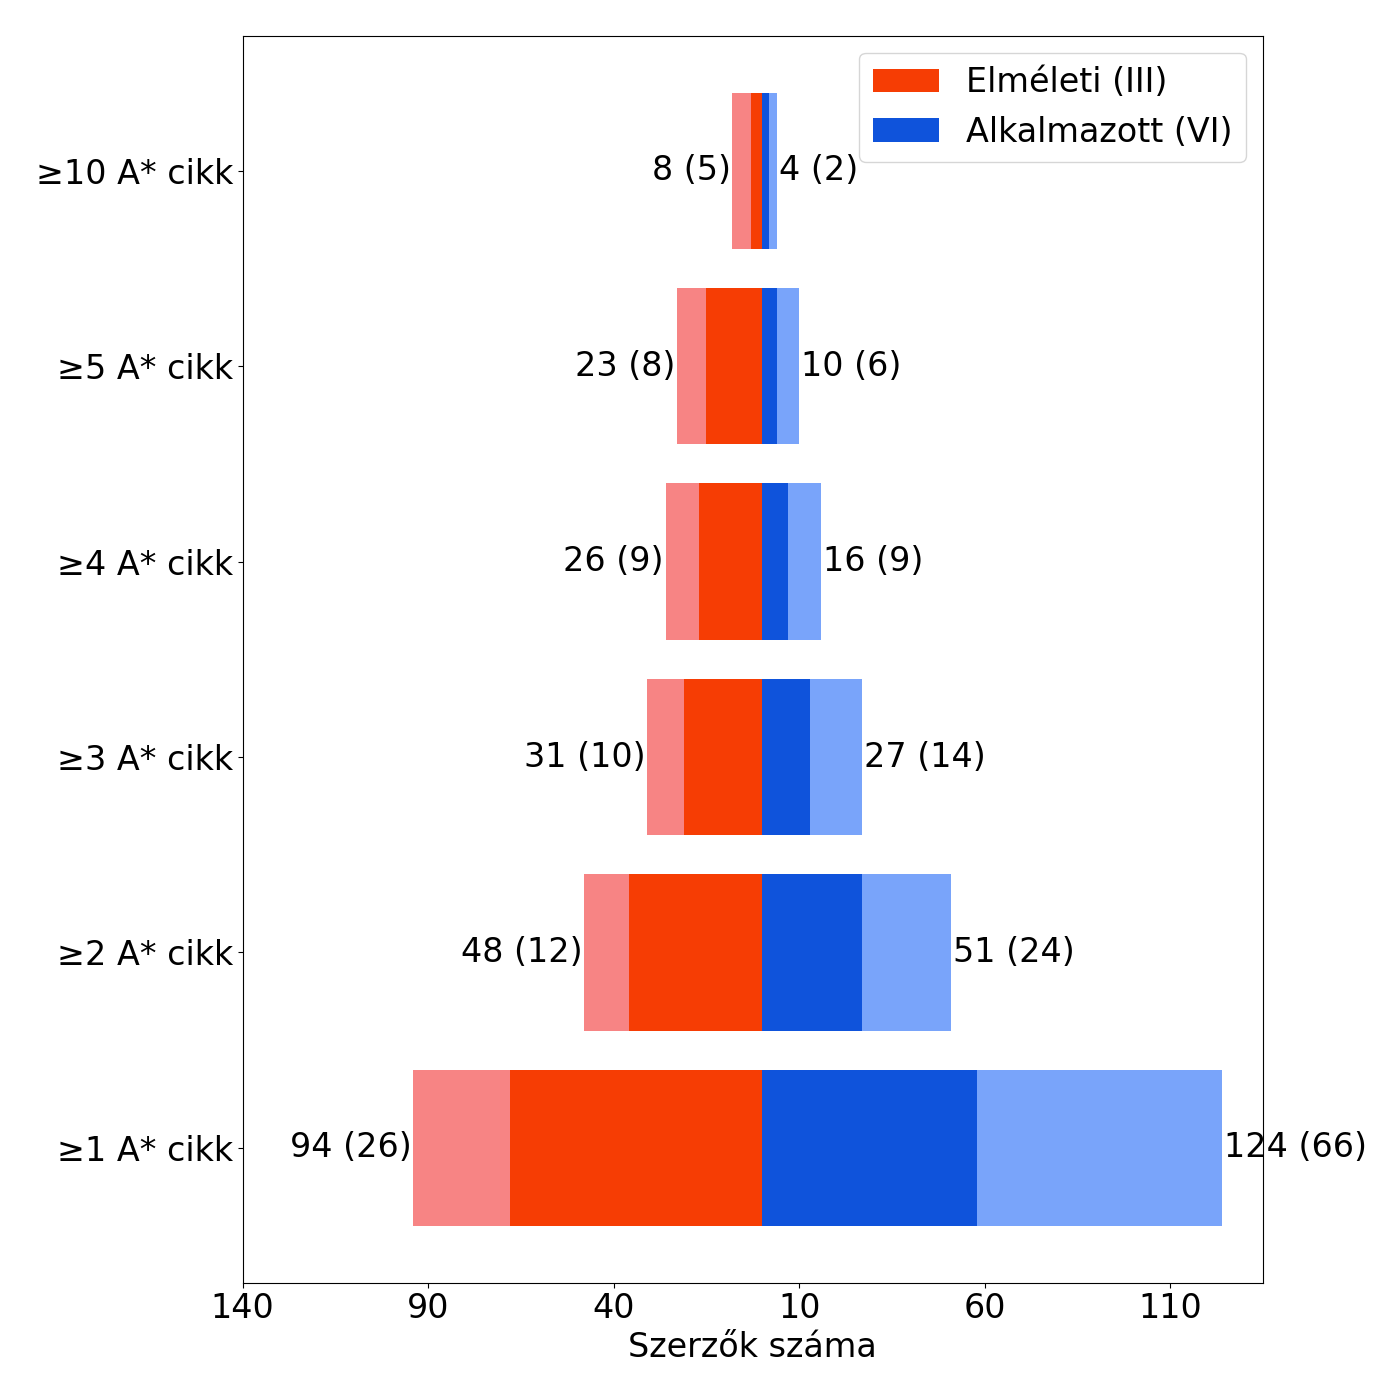 Elméleti (III)
Alkalmazott (VI)
≥10 A* cikk
8 (5)
4 (2)
≥5 A* cikk
23 (8)
10 (6)
≥4 A* cikk
26 (9)
16 (9)
≥3 A* cikk
31 (10)
27 (14)
≥2 A* cikk
48 (12)
51 (24)
≥1 A* cikk
94 (26)
124 (66)
140 90 40 10 60 110
Szerzők száma